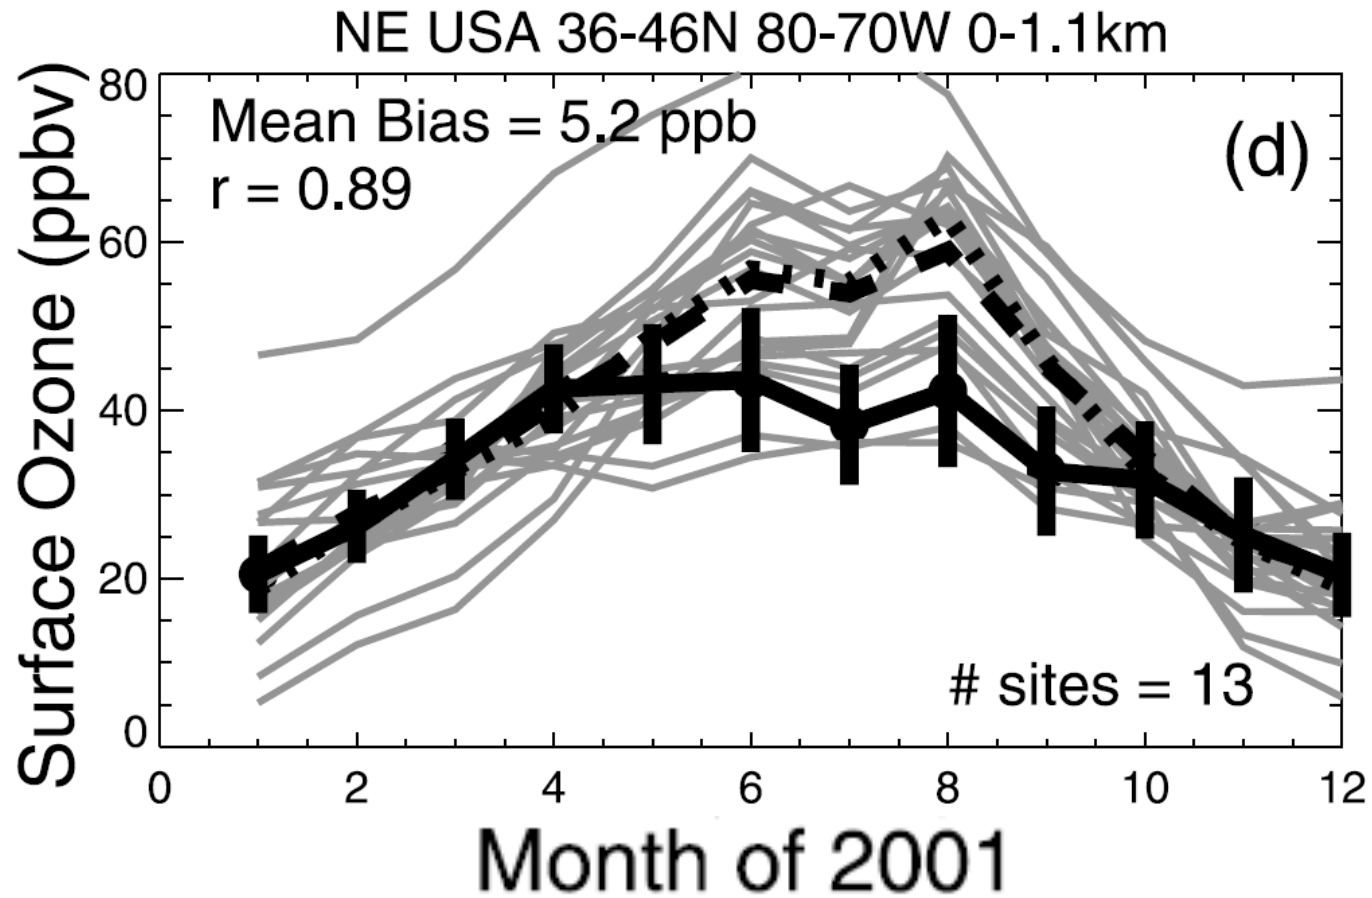 NE USA 36-46N 80-70W 0-1.1km
Mean Bias = 5.2 ppb
r = 0.89
(d)
# sites = 13
Surface Ozone (ppbv)
80
60
40
20
0
0 2 4 6 8 10 12
Month of 2001